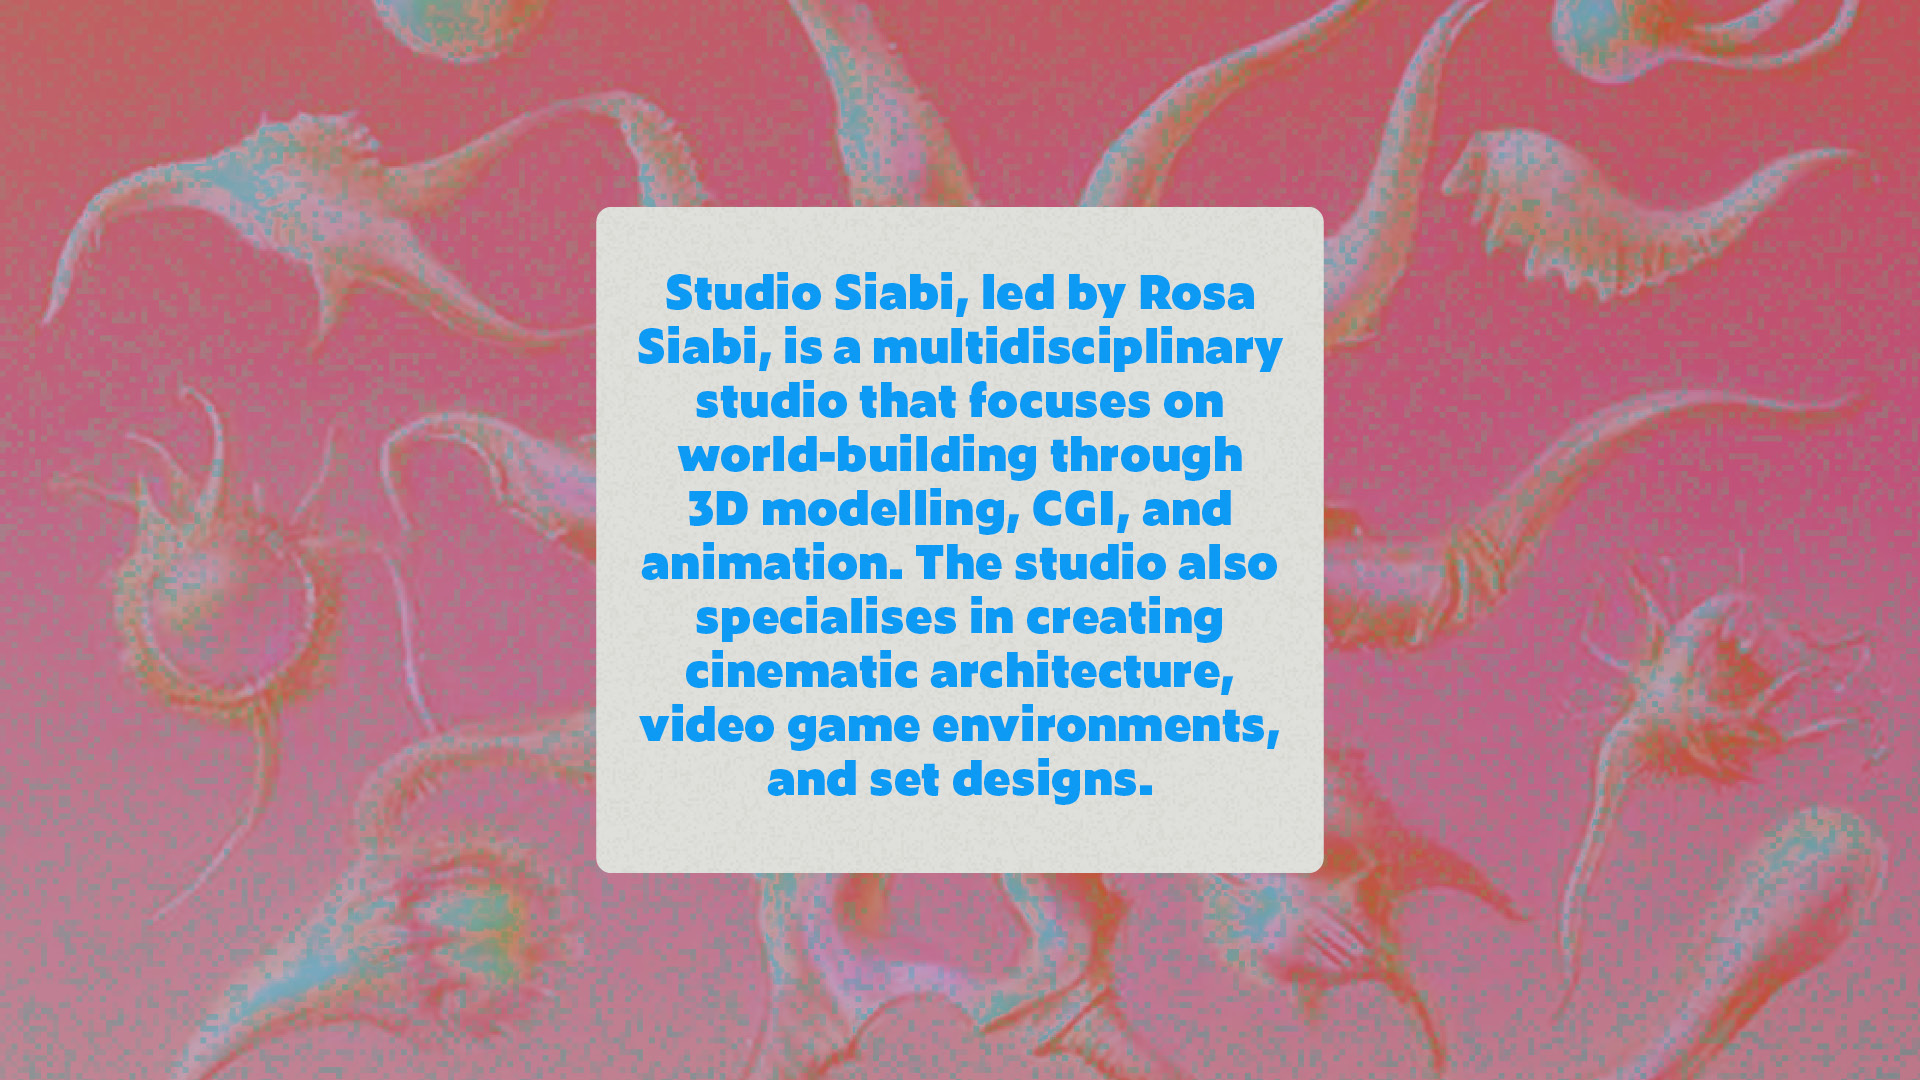 Studio Siabi, led by Rosa
Siabi, is a multidisciplinary
studio that focuses on
world-building through
3D modelling, CGI, and
animation. The studio also
specialises in creating
cinematic architecture,
video game environments,
and set designs.